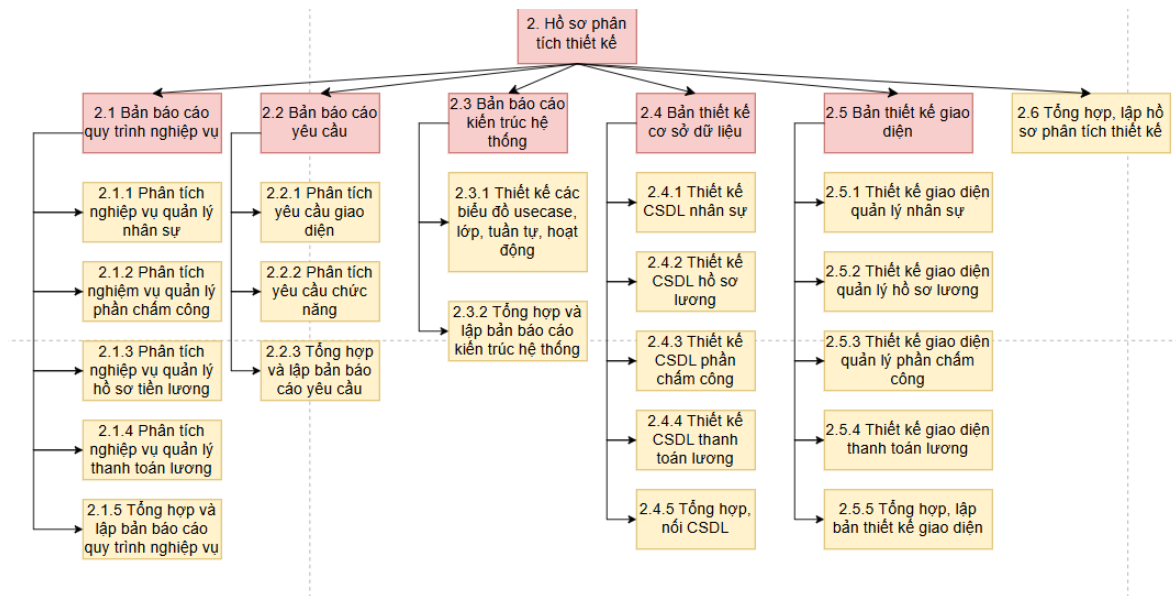 2. Hồ sơ phân
tích thiết kế
2.1 Bản báo cáo
quy trình nghiệp vụ
2.2 Bản báo cáo
yêu cầu
2.3 Bản báo cáo
kiến trúc hệ
thống
2.4 Bản thiết kế
cơ sở dữ liệu
2.5 Bản thiết kế giao
diện
2.6 Tổng hợp, lập hồ
sơ phân tích thiết kế
2.1.1 Phân tích
nghiệp vụ quản lý
nhân sự
2.1.2 Phân tích
nghiệm vụ quản lý
phần chấm công
2.1.3 Phân tích
nghiệp vụ quản lý
hồ sơ tiền lương
2.1.4 Phân tích
nghiệp vụ quản lý
thanh toán lương
2.1.5 Tổng hợp và
lập bản báo cáo
quy trình nghiệp vụ
2.2.1 Phân tích
yêu cầu giao
diện
2.2.2 Phân tích
yêu cầu chức
năng
2.2.3 Tổng hợp
và lập bản báo
cáo yêu cầu
2.3.1 Thiết kế các
biểu đồ usecase,
lớp, tuần tự, hoạt
động
2.3.2 Tổng hợp và
lập bản báo cáo
kiến trúc hệ thống
2.4.1 Thiết kế
CSDL nhân sự
2.4.2 Thiết kế
CSDL hồ sơ
lương
2.4.3 Thiết kế
CSDL phần
chấm công
2.4.4 Thiết kế
CSDL thanh
toán lương
2.4.5 Tổng hợp,
nối CSDL
2.5.1 Thiết kế giao diện
quản lý nhân sự
2.5.2 Thiết kế giao diện
quản lý hồ sơ lương
2.5.3 Thiết kế giao diện
quản lý phần chấm
công
2.5.4 Thiết kế giao diện
thanh toán lương
2.5.5 Tổng hợp, lập
bản thiết kế giao diện